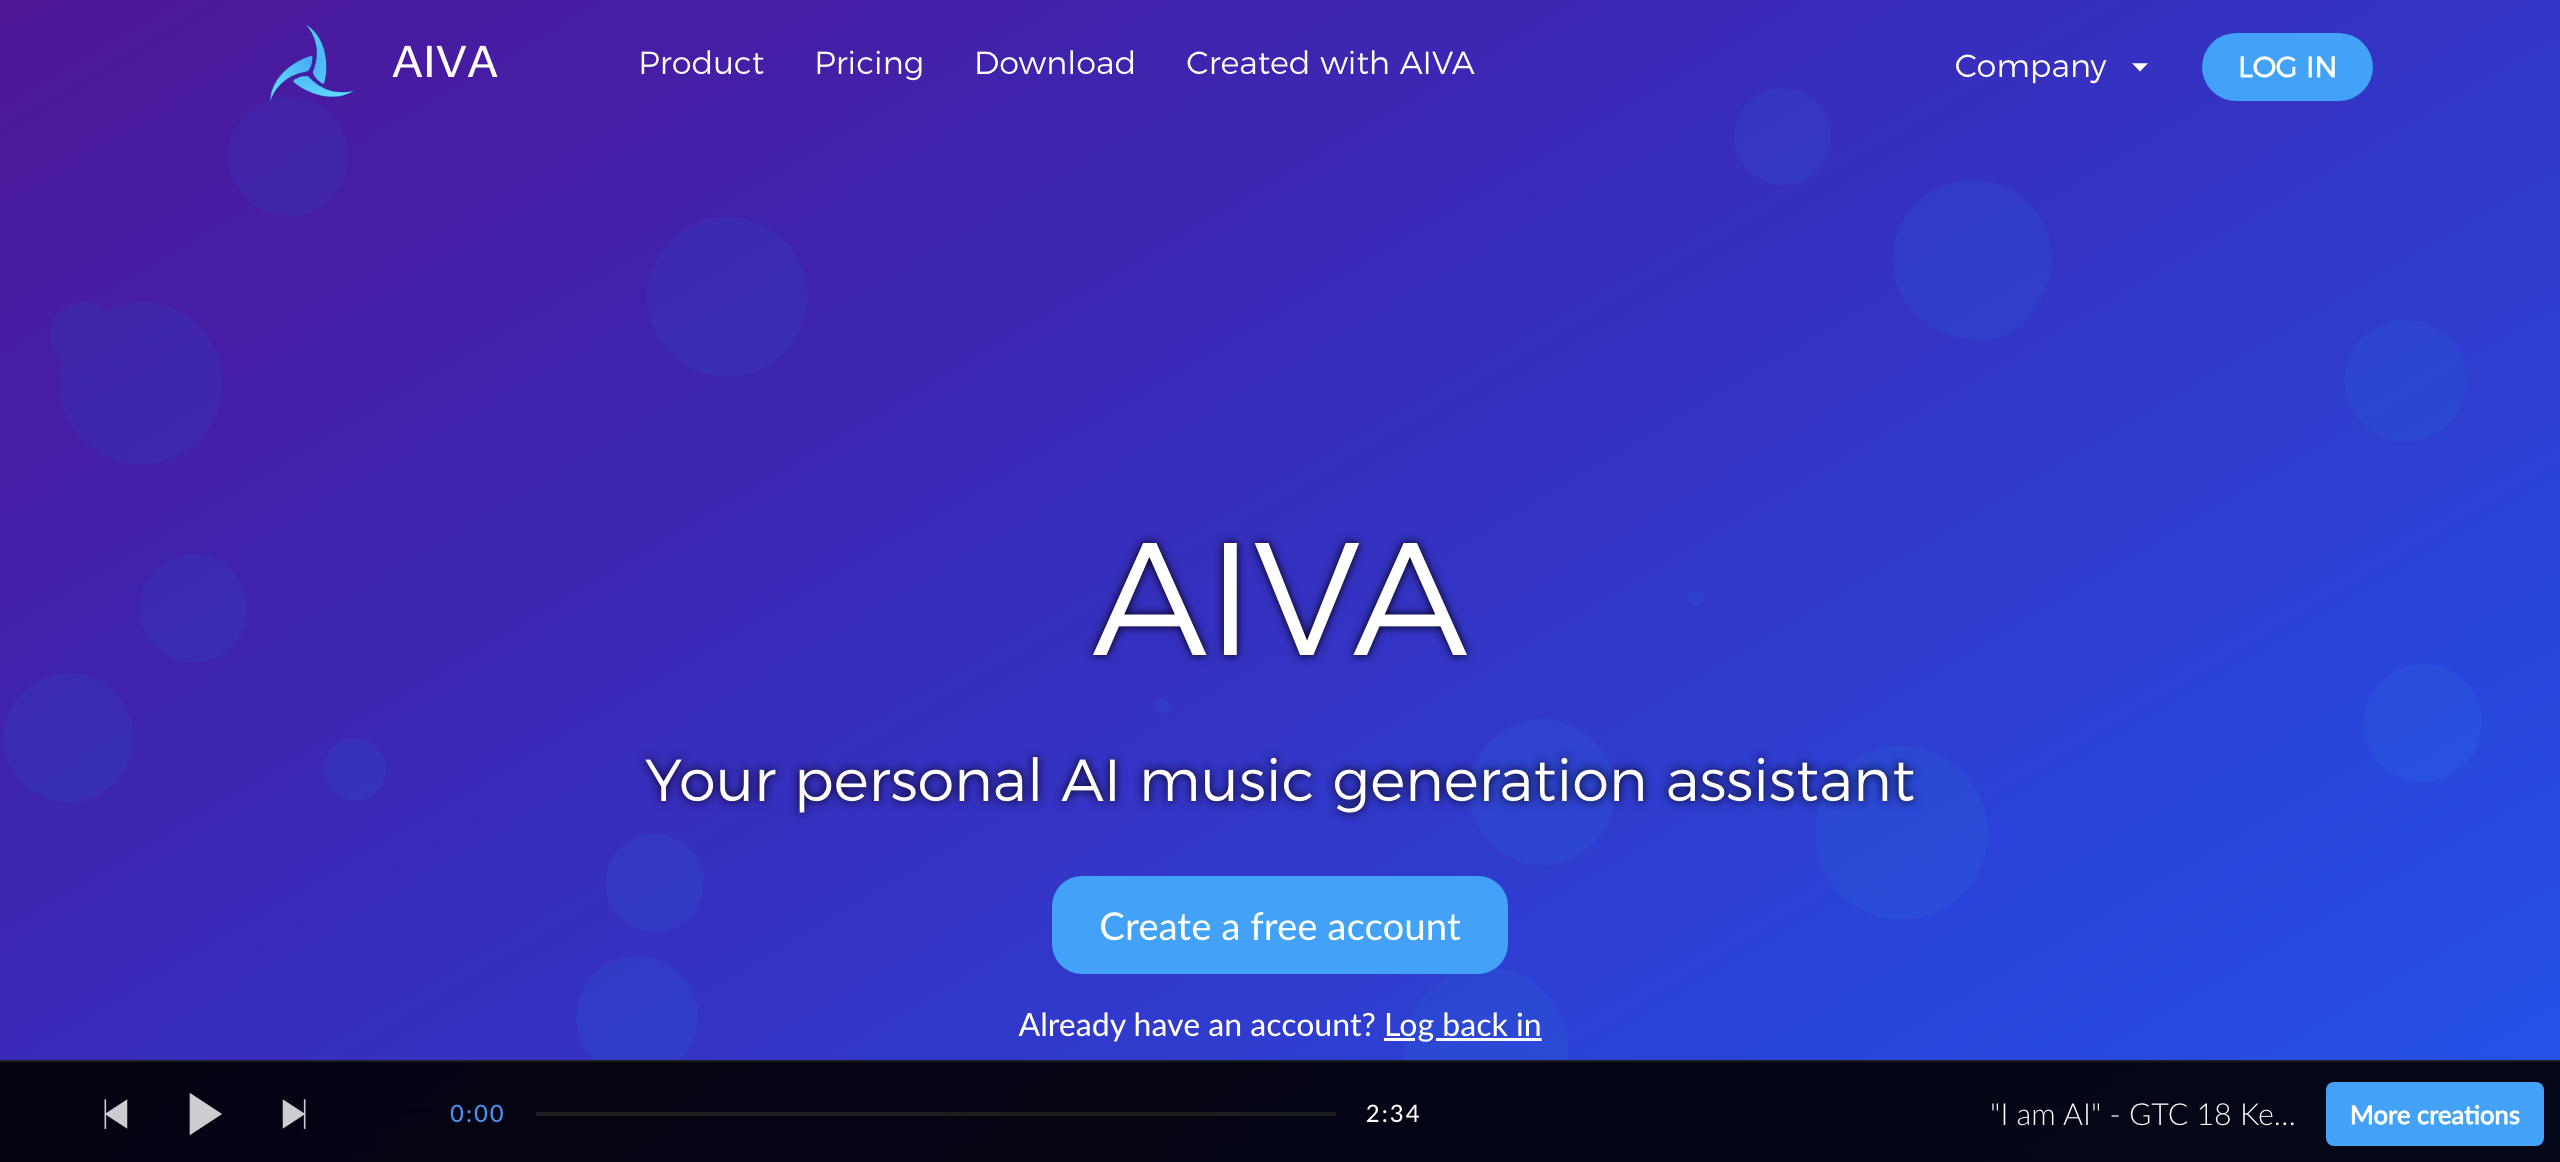 AIVA
Product
Pricing
Download
Created with AIVA
Company
LOG IN
AIVA
Your personal AI music generation assistant
Create a free account
Already have an account? Log back in
0:00
2:34
"I am AI" - GTC 18 Ke...
More creations